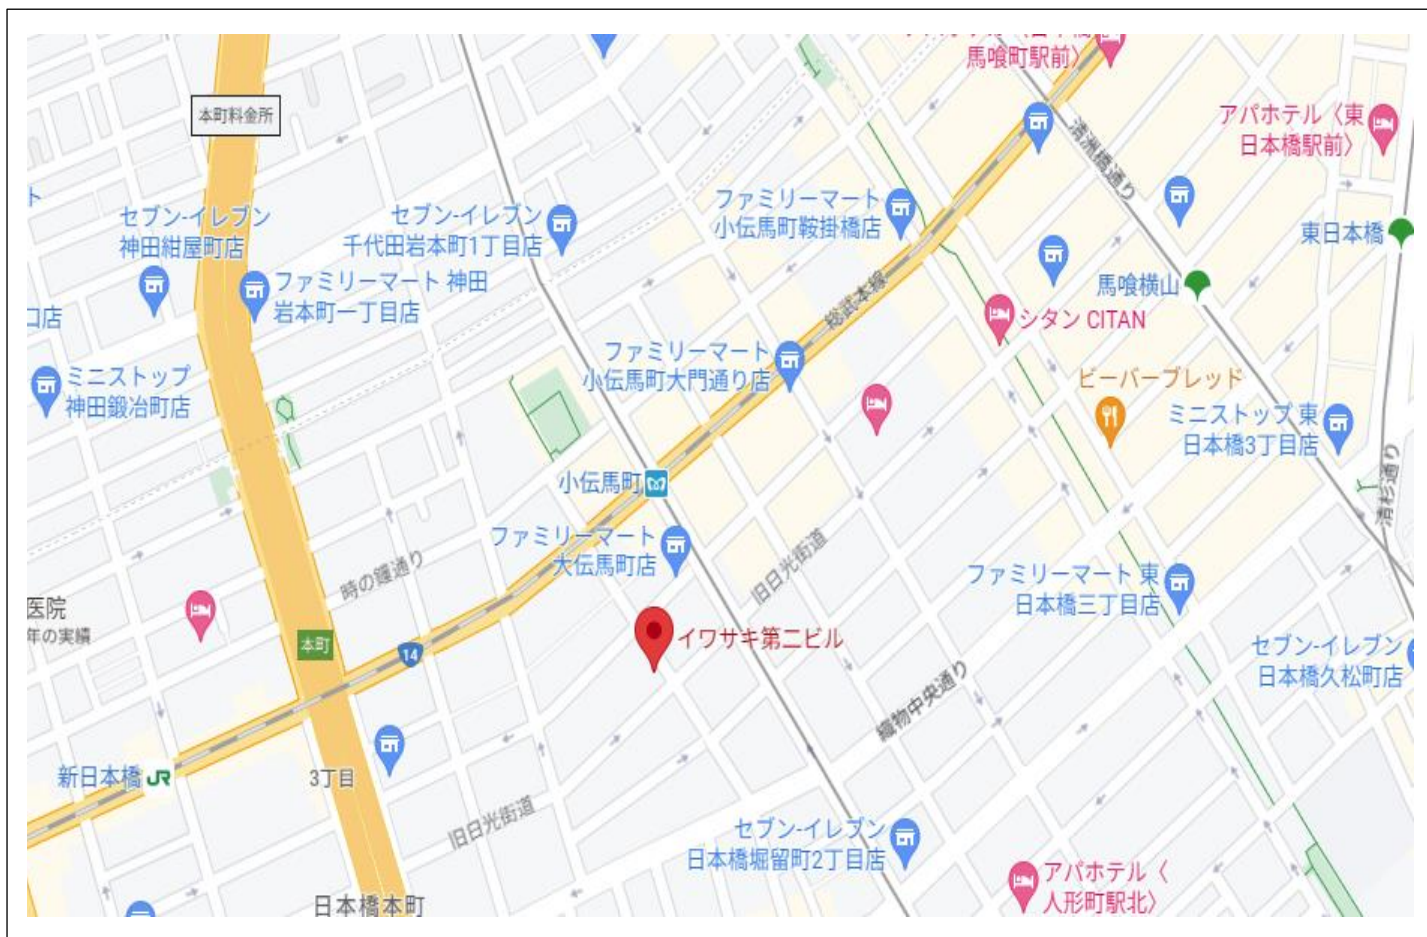 馬喰町駅前〉
本町料金所
アパホテル〈東
日本橋駅前〉
清洲橋通り
セブン-イレブン
神田紺屋町店
セブン-イレブン
千代田岩本町1丁目店
ファミリーマート
小伝馬町鞍掛橋店
東日本橋
ファミリーマート 神田
岩本町一丁目店
馬喰横山
総武本線
口店
シタン CITAN
ミニストップ
神田鍛冶町店
ファミリーマート
小伝馬町大門通り店
ビーバーブレッド
ミニストップ 東
日本橋3丁目店
清杉通り
小伝馬町
ファミリーマート
大伝馬町店
旧日光街道
時の鐘通り
ファミリーマート 東
日本橋三丁目店
医院
年の実績
本町
14
イワサキ第二ビル
セブン-イレブン
日本橋久松町店
織物中央通り
新日本橋 JR
3丁目
旧日光街道
セブン-イレブン
日本橋堀留町2丁目店
アパホテル〈
人形町駅北〉
日本橋本町